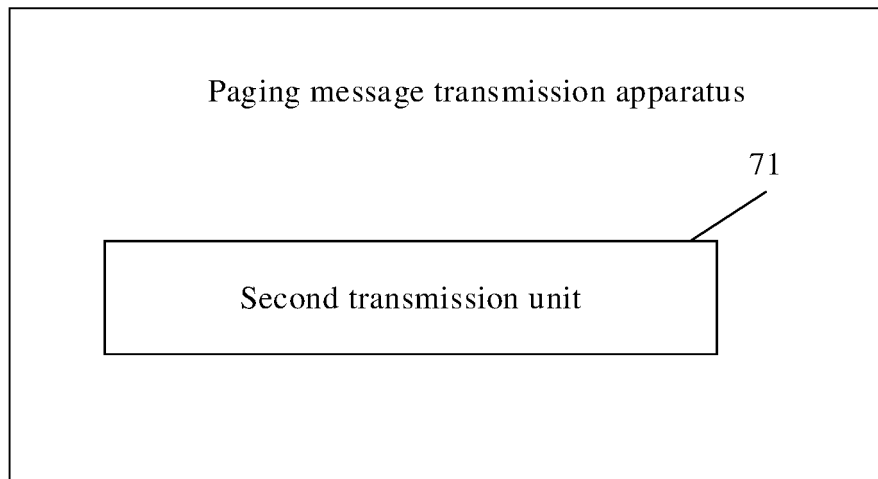 Paging message transmission apparatus
71
Second transmission unit